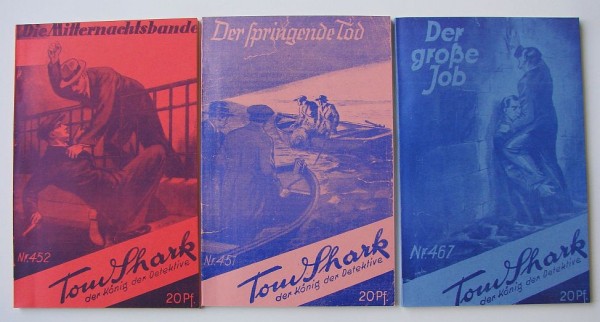 Die Mitternachtsbande
Nr. 452
Tom Shark
der König der Detektive
20 Pf.
Der springende Tod
Nr. 451
Tom Shark
der König der Detektive
20 Pf.
Der
große
Job
Nr. 467
Tom Shark
der König der Detektive
20 Pf.